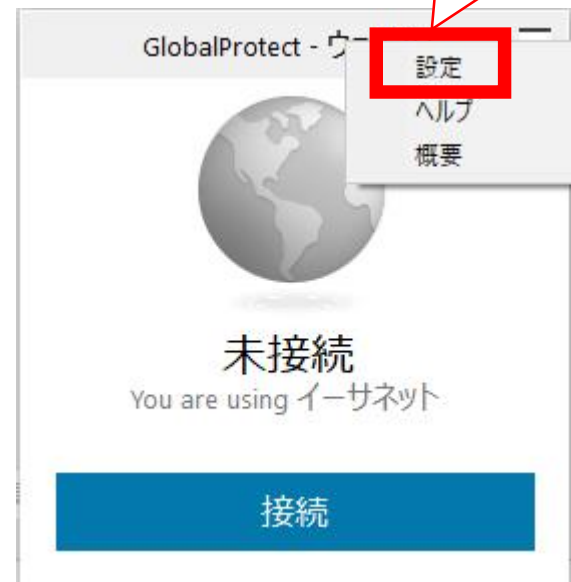 GlobalProtect - ウ
設定
ヘルプ
概要
未接続
You are using イーサネット
接続